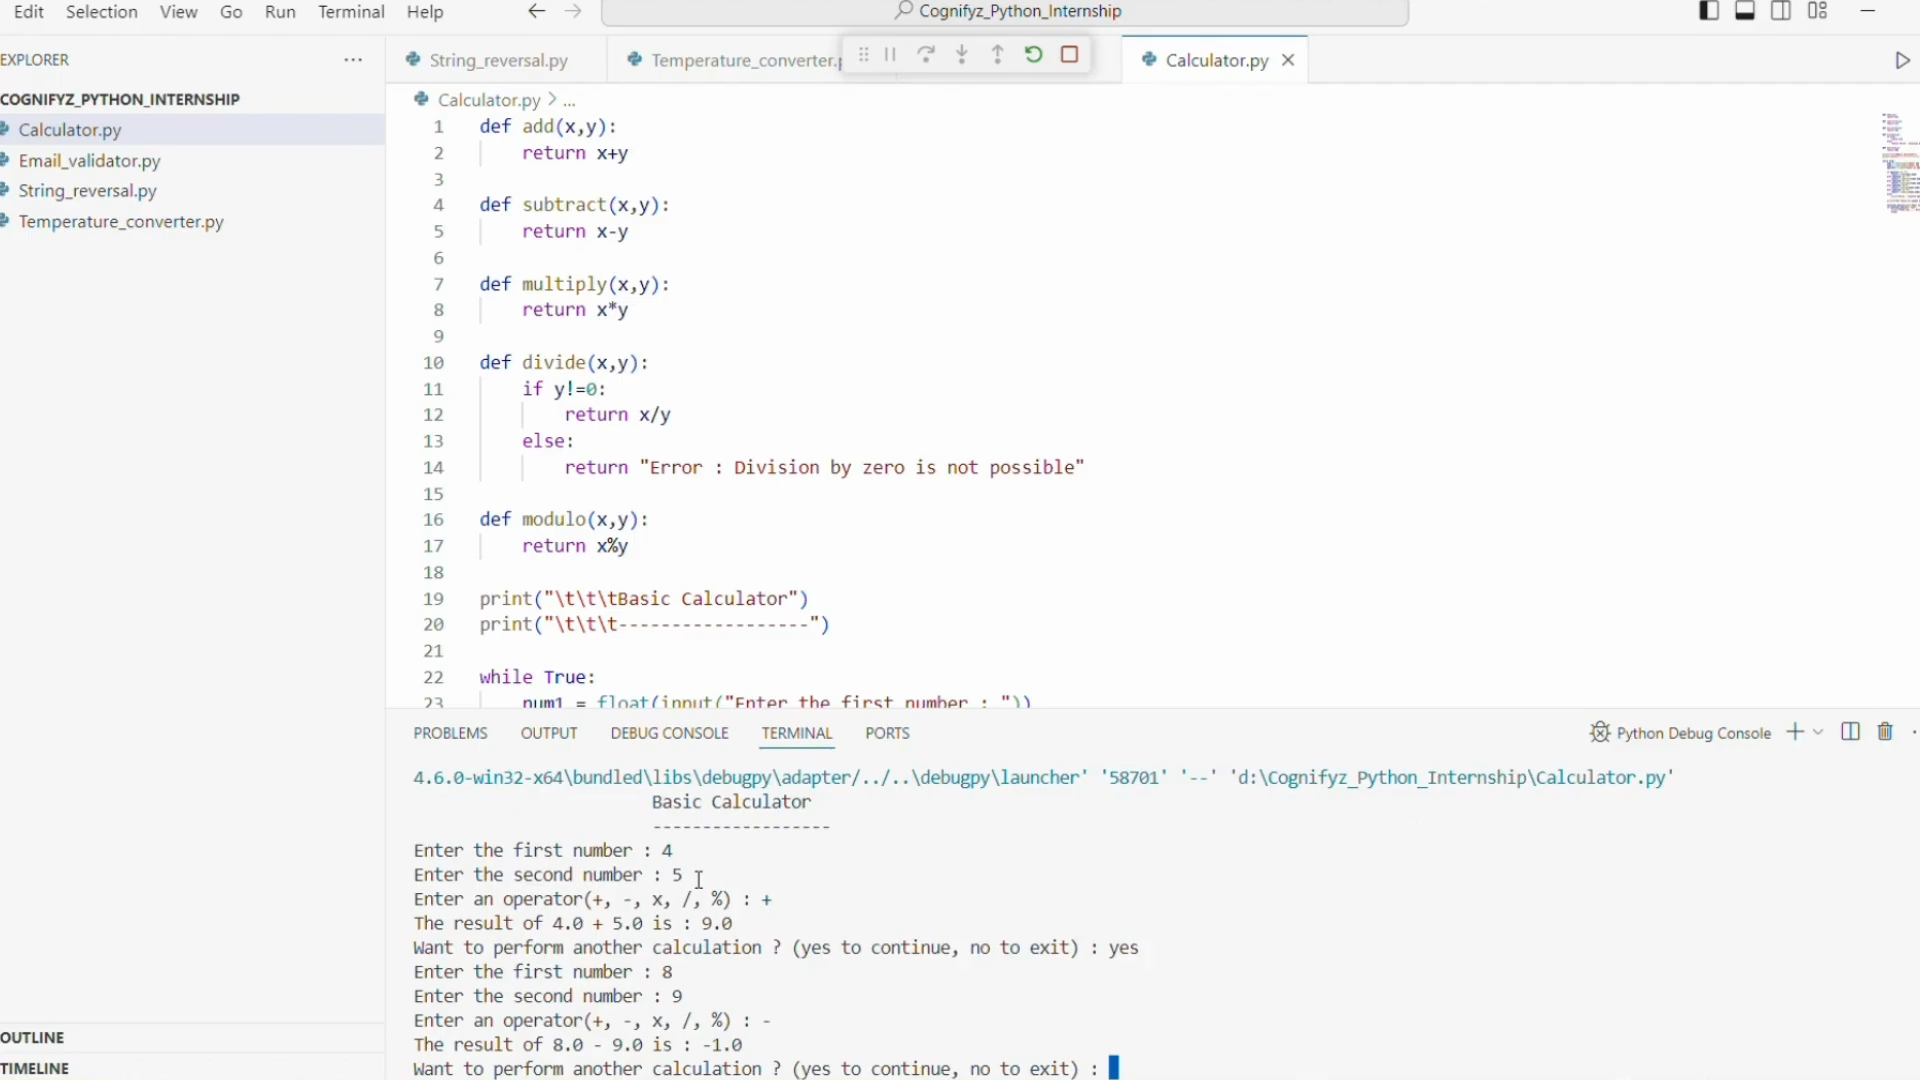 Edit Selection View Go Run Terminal Help Cognifyz_Python_Internship
EXPLORER
COGNIFYZ_PYTHON_INTERNSHIP
Calculator.py
Email_validator.py
String_reversal.py
Temperature_converter.py
OUTLINE
TIMELINE
String_reversal.py Temperature_converter.p Calculator.py
Calculator.py > ...
1 def add(x,y):
2 return x+y
3
4 def subtract(x,y):
5 return x-y
6
7 def multiply(x,y):
8 return x*y
9
10 def divide(x,y):
11 if y!=0:
12 return x/y
13 else:
14 return "Error : Division by zero is not possible"
15
16 def modulo(x,y):
17 return x%y
18
19 print("\t\t\tBasic Calculator")
20 print("\t\t\t------------------")
21
22 while True:
23 num1 = float(input("Enter the first number : "))
PROBLEMS OUTPUT DEBUG CONSOLE TERMINAL PORTS Python Debug Console
4.6.0-win32-x64\bundled\libs\debugpy\adapter/../..\debugpy\launcher' '58701' '--' 'd:\Cognifyz_Python_Internship\Calculator.py'
Basic Calculator
------------------
Enter the first number : 4
Enter the second number : 5
Enter an operator(+, -, x, /, %) : +
The result of 4.0 + 5.0 is : 9.0
Want to perform another calculation ? (yes to continue, no to exit) : yes
Enter the first number : 8
Enter the second number : 9
Enter an operator(+, -, x, /, %) : -
The result of 8.0 - 9.0 is : -1.0
Want to perform another calculation ? (yes to continue, no to exit) :